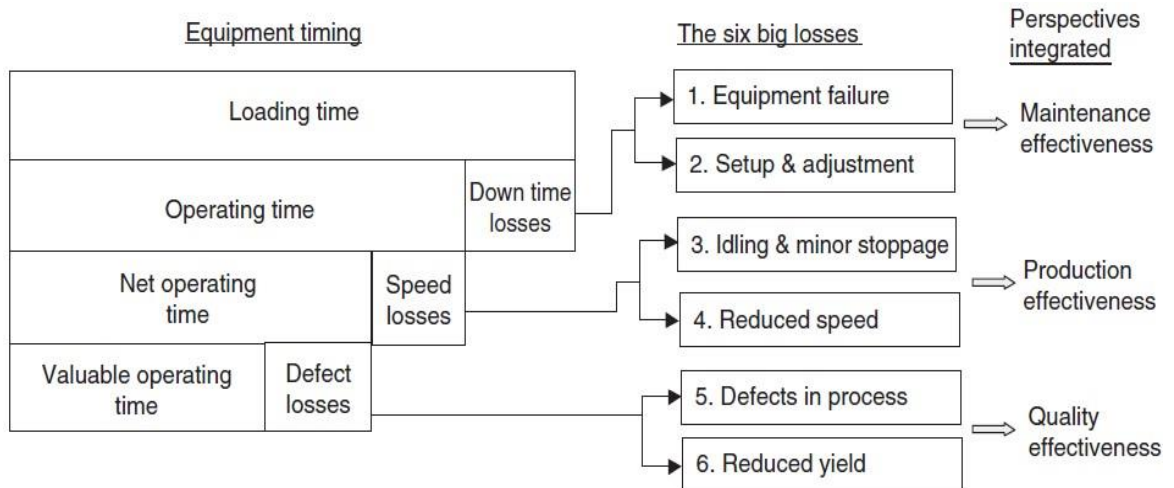 Equipment timing
The six big losses
Perspectives
integrated
Loading time
Operating time
Down time
losses
Net operating
time
Speed
losses
Valuable operating
time
Defect
losses
1. Equipment failure
2. Setup & adjustment
3. Idling & minor stoppage
4. Reduced speed
5. Defects in process
6. Reduced yield
Maintenance
effectiveness
Production
effectiveness
Quality
effectiveness